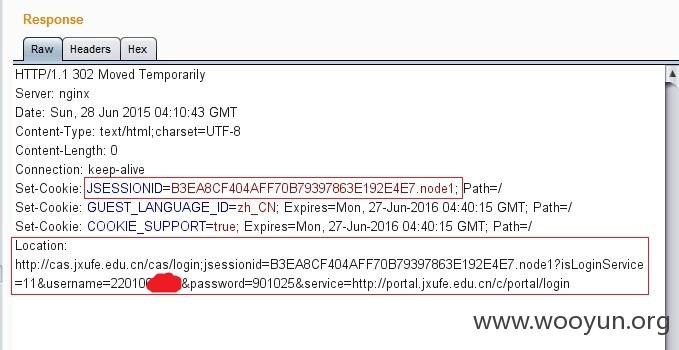 Response
Raw Headers Hex
HTTP/1.1 302 Moved Temporarily
Server: nginx
Date: Sun, 28 Jun 2015 04:10:43 GMT
Content-Type: text/html;charset=UTF-8
Content-Length: 0
Connection: keep-alive
Set-Cookie: JSESSIONID=B3EA8CF404AFF70B79397863E192E4E7.node1; Path=/
Set-Cookie: GUEST_LANGUAGE_ID=zh_CN; Expires=Mon, 27-Jun-2016 04:40:15 GMT; Path=/
Set-Cookie: COOKIE_SUPPORT=true; Expires=Mon, 27-Jun-2016 04:40:15 GMT; Path=/
Location:
http://cas.jxufe.edu.cn/cas/login;jsessionid=B3EA8CF404AFF70B79397863E192E4E7.node1?isLoginService
=11&username=220100&password=901025&service=http://portal.jxufe.edu.cn/c/portal/login
www.wooyun.org